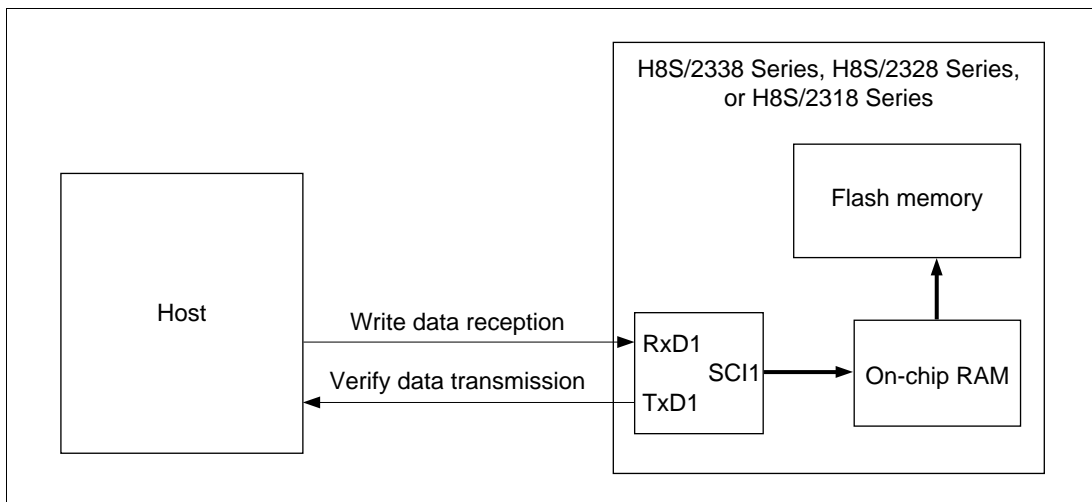 H8S/2338 Series, H8S/2328 Series,
or H8S/2318 Series
Flash memory
Host
Write data reception
RxD1
SCI1
On-chip RAM
Verify data transmission
TxD1